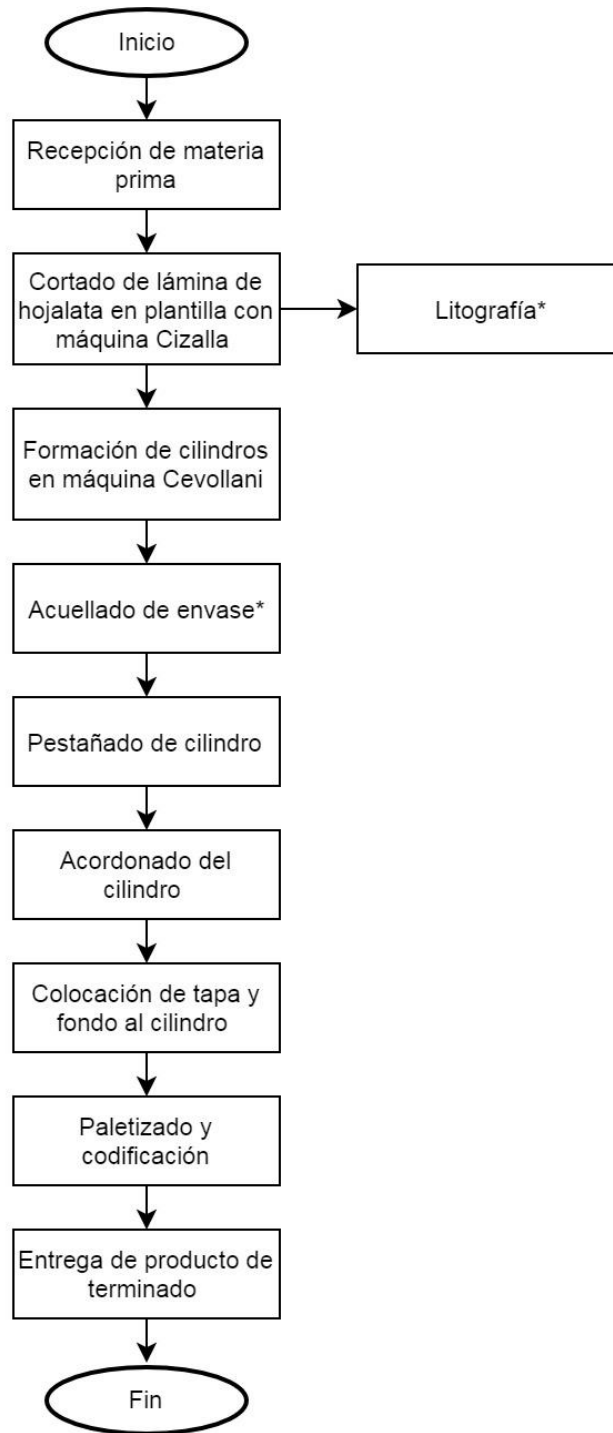 Inicio
Recepción de materia
prima
Cortado de lámina de
hojalata en plantilla con
máquina Cizalla
Litografía*
Formación de cilindros
en máquina Cevollani
Acuellado de envase*
Pestañado de cilindro
Acordonado del
cilindro
Colocación de tapa y
fondo al cilindro
Paletizado y
codificación
Entrega de producto de
terminado
Fin